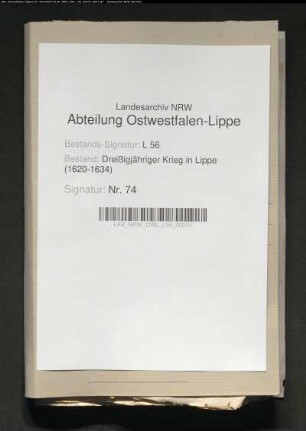 Landesarchiv NRW
Abteilung Ostwestfalen-Lippe
Bestands-Signatur: L 56
Bestand: Dreißigjähriger Krieg in Lippe
(1620-1634)
Signatur: Nr. 74